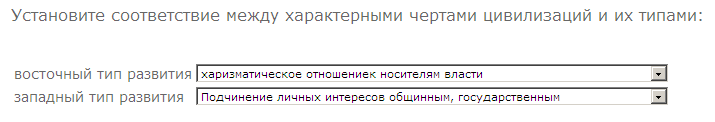 Установите соответствие между характерными чертами цивилизаций и их типами:
восточный тип развития харизматическое отношениек носителям власти
западный тип развития Подчинение личных интересов общинным, государственным